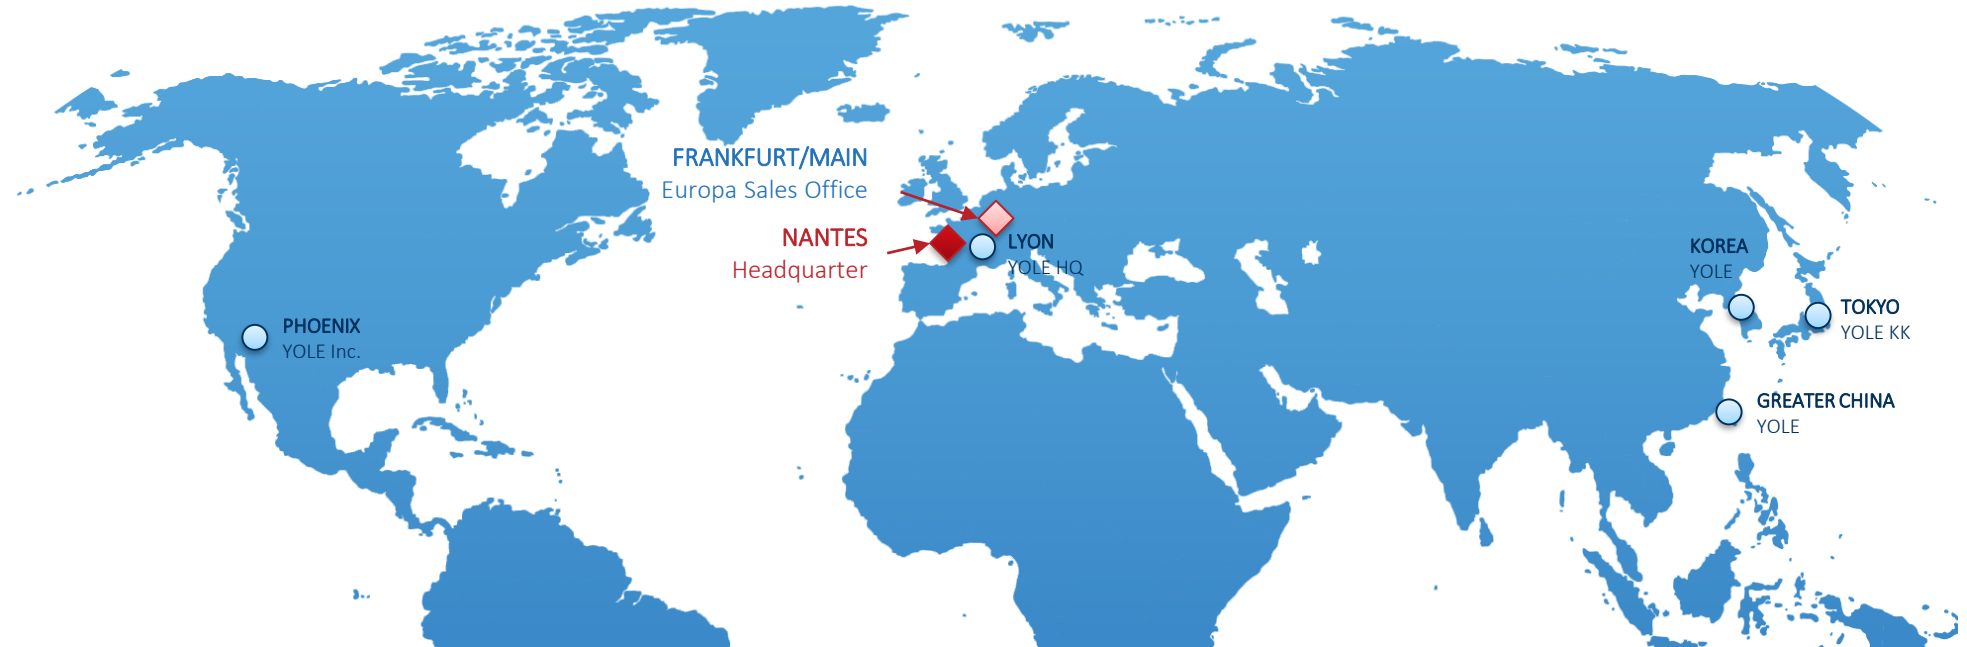 FRANKFURT/MAIN
Europa Sales Office
NANTES
Headquarter
LYON
YOLE HQ
KOREA
YOLE
TOKYO
YOLE KK
PHOENIX
YOLE Inc.
GREATER CHINA
YOLE